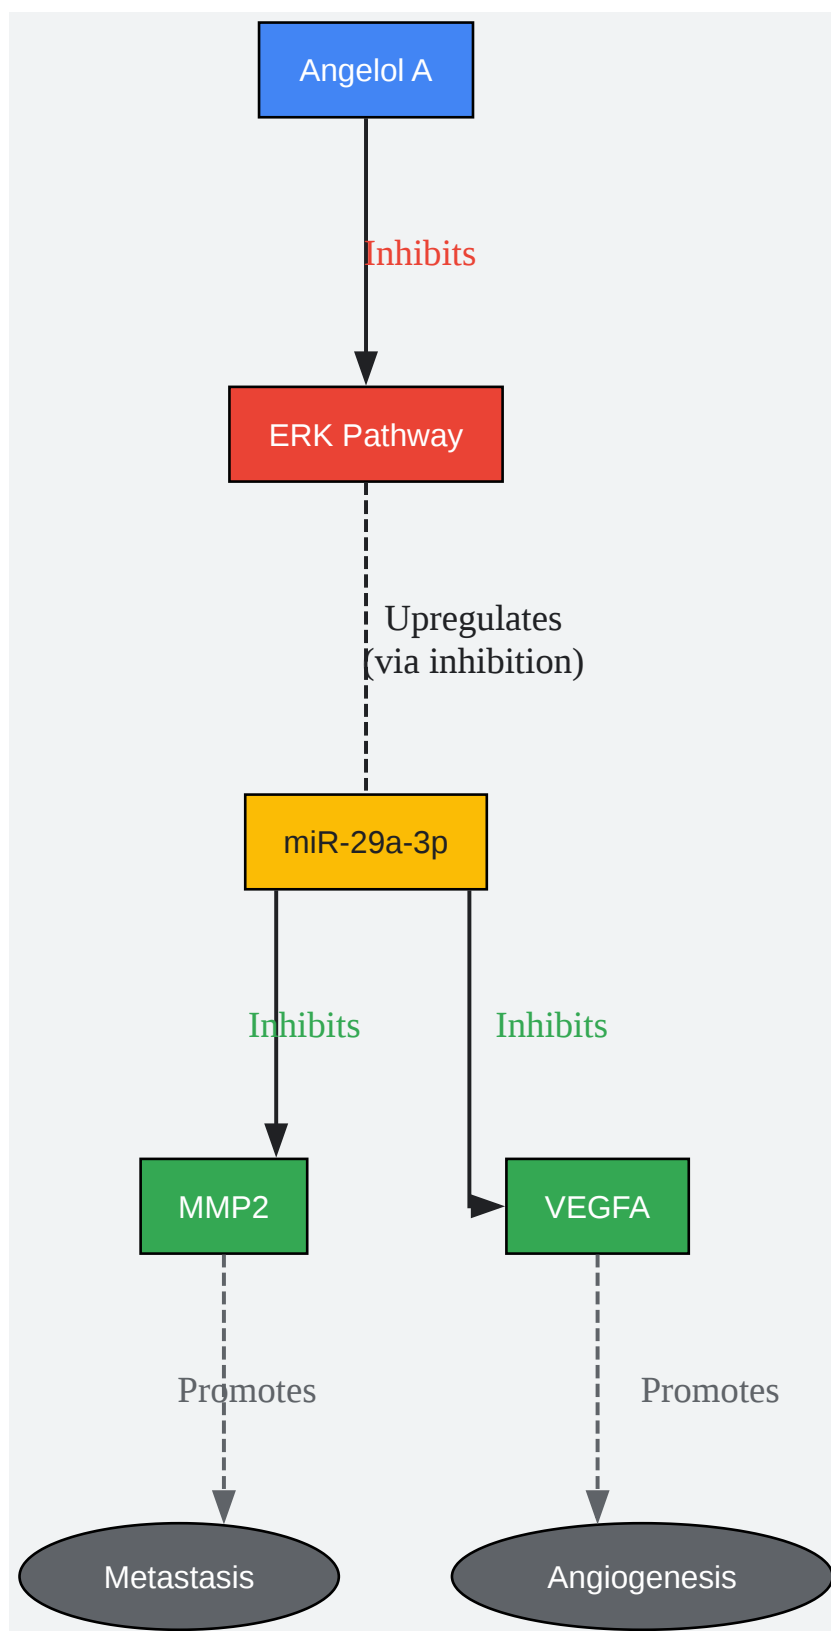 Angelol A
Inhibits
ERK Pathway
Upregulates
(via inhibition)
miR-29a-3p
Inhibits
Inhibits
MMP2
VEGFA
Promotes
Promotes
Metastasis
Angiogenesis